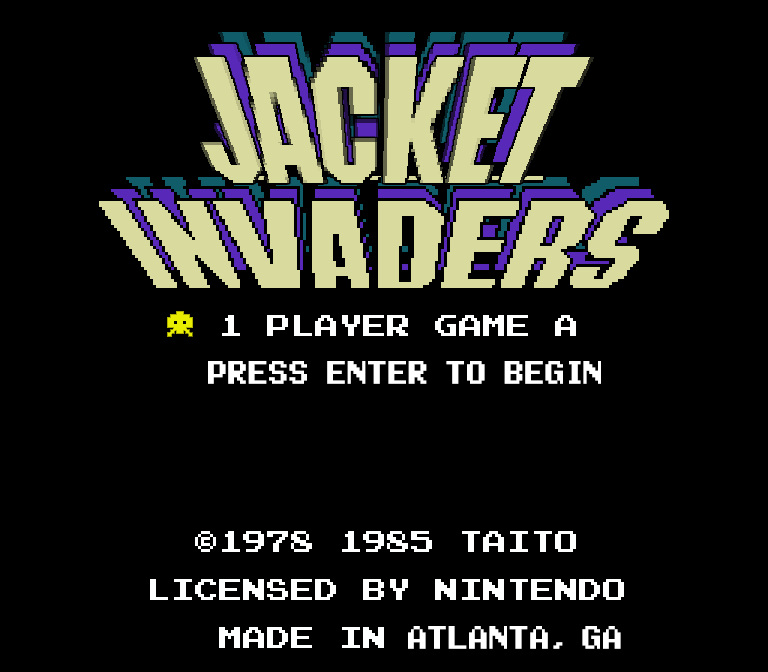 JACKET
INVADERS
1 PLAYER GAME A
PRESS ENTER TO BEGIN
©1978 1985 TAITO
LICENSED BY NINTENDO
MADE IN ATLANTA, GA